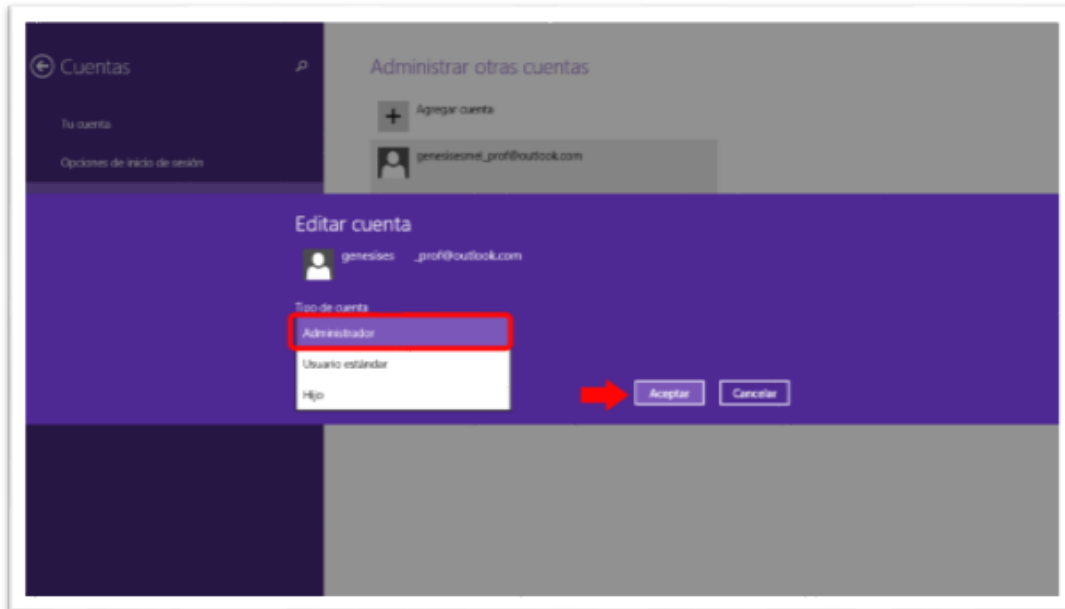 Cuentas
Tu cuenta
Opciones de inicio de sesión
Administrar otras cuentas
Agregar cuenta
genesisesmel_prof@outlook.com
Editar cuenta
genesises _prof@outlook.com
Tipo de cuenta
Administrador
Usuario estándar
Hijo
Aceptar Cancelar